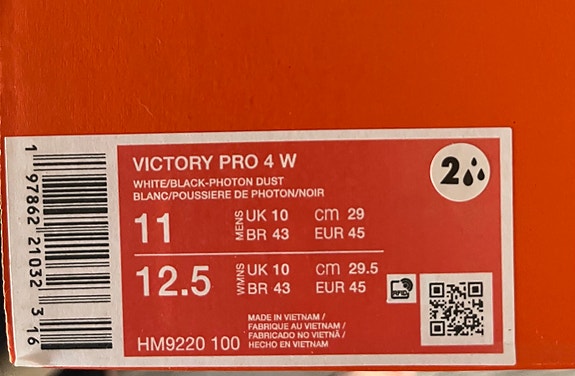 1 97862 21032 3 16
VICTORY PRO 4 W
2
WHITE/BLACK-PHOTON DUST
BLANC/POUSSIERE DE PHOTON/NOIR
11 MENS UK 10 cm 29
BR 43 EUR 45
12.5 WMNS UK 10 cm 29.5
BR 43 EUR 45
RFID
MADE IN VIETNAM /
FABRIQUE AU VIETNAM /
FABRICADO NO VIETNÃ /
HM9220 100 HECHO EN VIETNAM